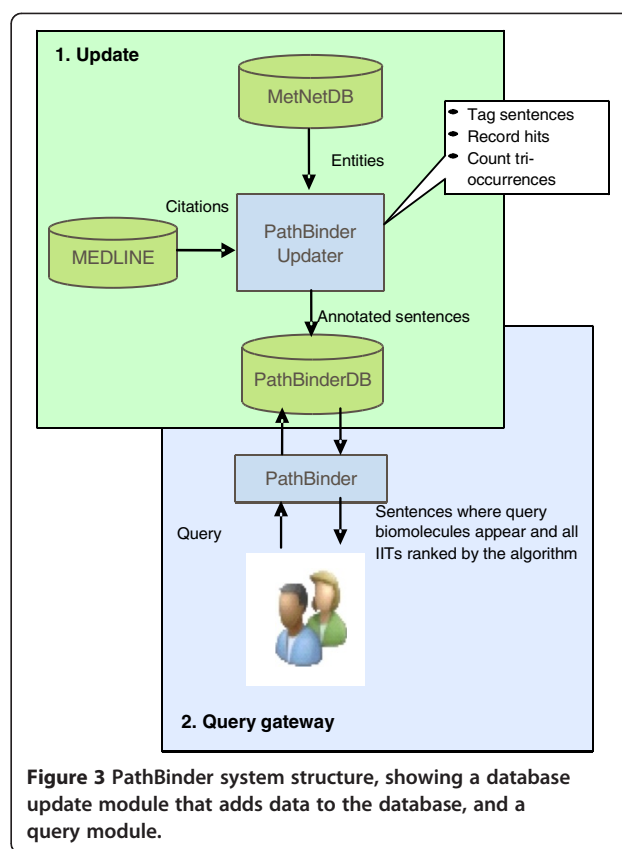 1. Update
MetNetDB
• Tag sentences
• Record hits
• Count tri-
occurrences
Entities
Citations
PathBinder
Updater
MEDLINE
Annotated sentences
PathBinderDB
PathBinder
Query
Sentences where query
biomolecules appear and all
IITs ranked by the algorithm
2. Query gateway
Figure 3 PathBinder system structure, showing a database
update module that adds data to the database, and a
query module.